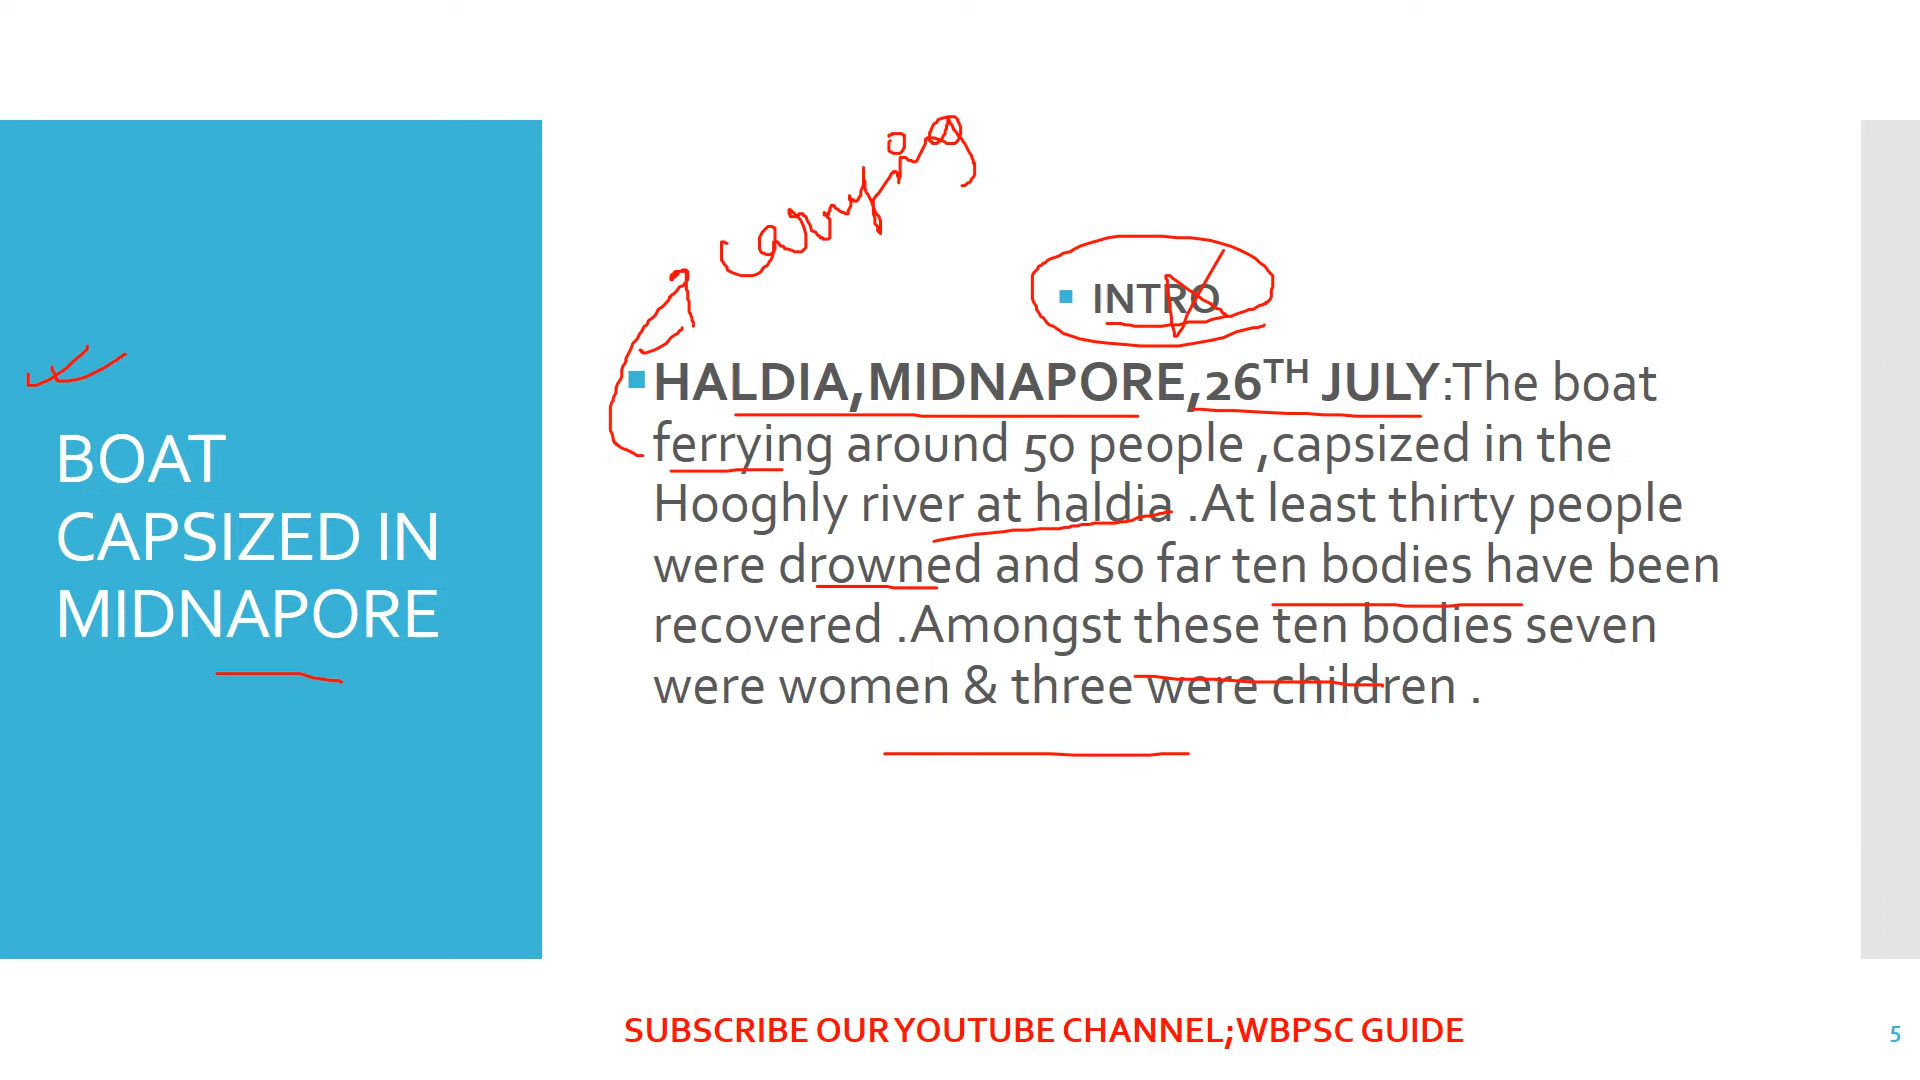 carrying
INTRO
BOAT
CAPSIZED IN
MIDNAPORE
HALDIA,MIDNAPORE,26TH JULY:The boat
ferrying around 50 people ,capsized in the
Hooghly river at haldia .At least thirty people
were drowned and so far ten bodies have been
recovered .Amongst these ten bodies seven
were women & three were children .
SUBSCRIBE OUR YOUTUBE CHANNEL;WBPSC GUIDE
5